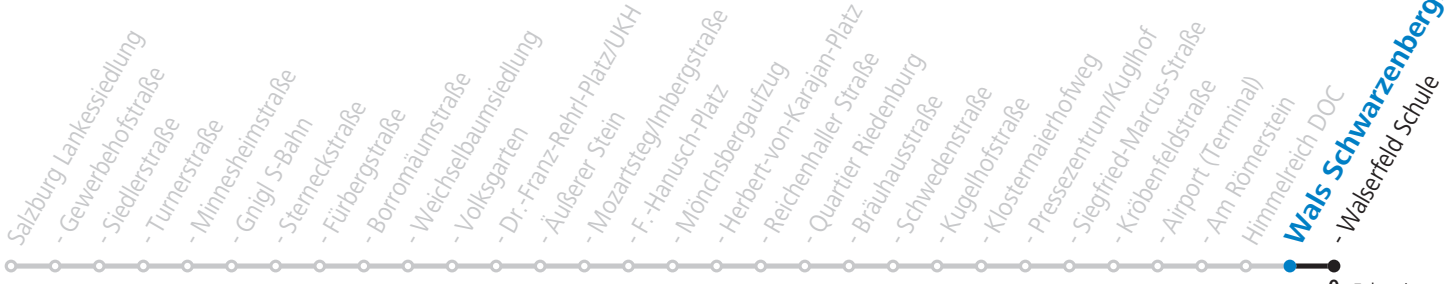 Salzburg Lankessiedlung
- Gewerbehofstraße
- Siedlerstraße
- Turnerstraße
- Minnesheimstraße
- Gnigl S-Bahn
- Sterneckstraße
- Fürbergstraße
- Borromäumstraße
- Weichselbaumsiedlung
- Volksgarten
- Dr.-Franz-Rehrl-Platz/UKH
- Äußerer Stein
- Mozartsteg/Imbergstraße
- F.-Hanusch-Platz
- Mönchsbergaufzug
- Herbert-von-Karajan-Platz
- Reichenhaller Straße
- Quartier Riedenburg
- Bräuhausstraße
- Schwedenstraße
- Kugelhofstraße
- Klostermaierhofweg
- Pressezentrum/Kuglhof
- Siegfried-Marcus-Straße
- Kröbenfeldstraße
- Airport (Terminal)
- Am Römerstein
Himmelreich DOC
Wals Schwarzenberg
- Walserfeld Schule